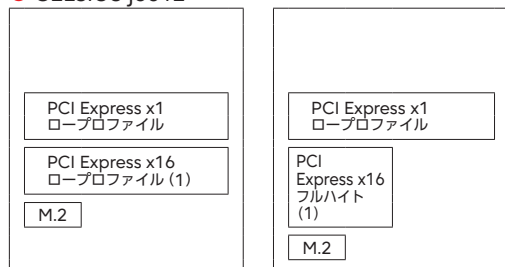 PCI Express x1
ロープロファイル
PCI Express x16
ロープロファイル（1）
M.2
PCI Express x1
ロープロファイル
PCI
Express x16
フルハイト
（1）
M.2